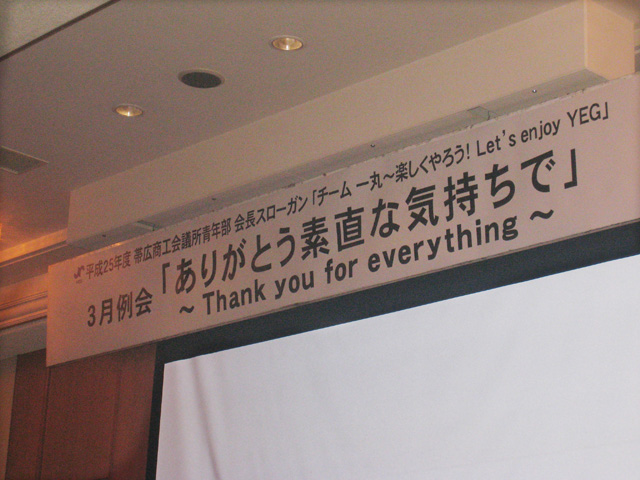 平成25年度 帯広商工会議所青年部 会長スローガン「チーム 一丸～楽しくやろう! Let's enjoy YEG」
3月例会「ありがとう素直な気持ちで」
～ Thank you for everything ～